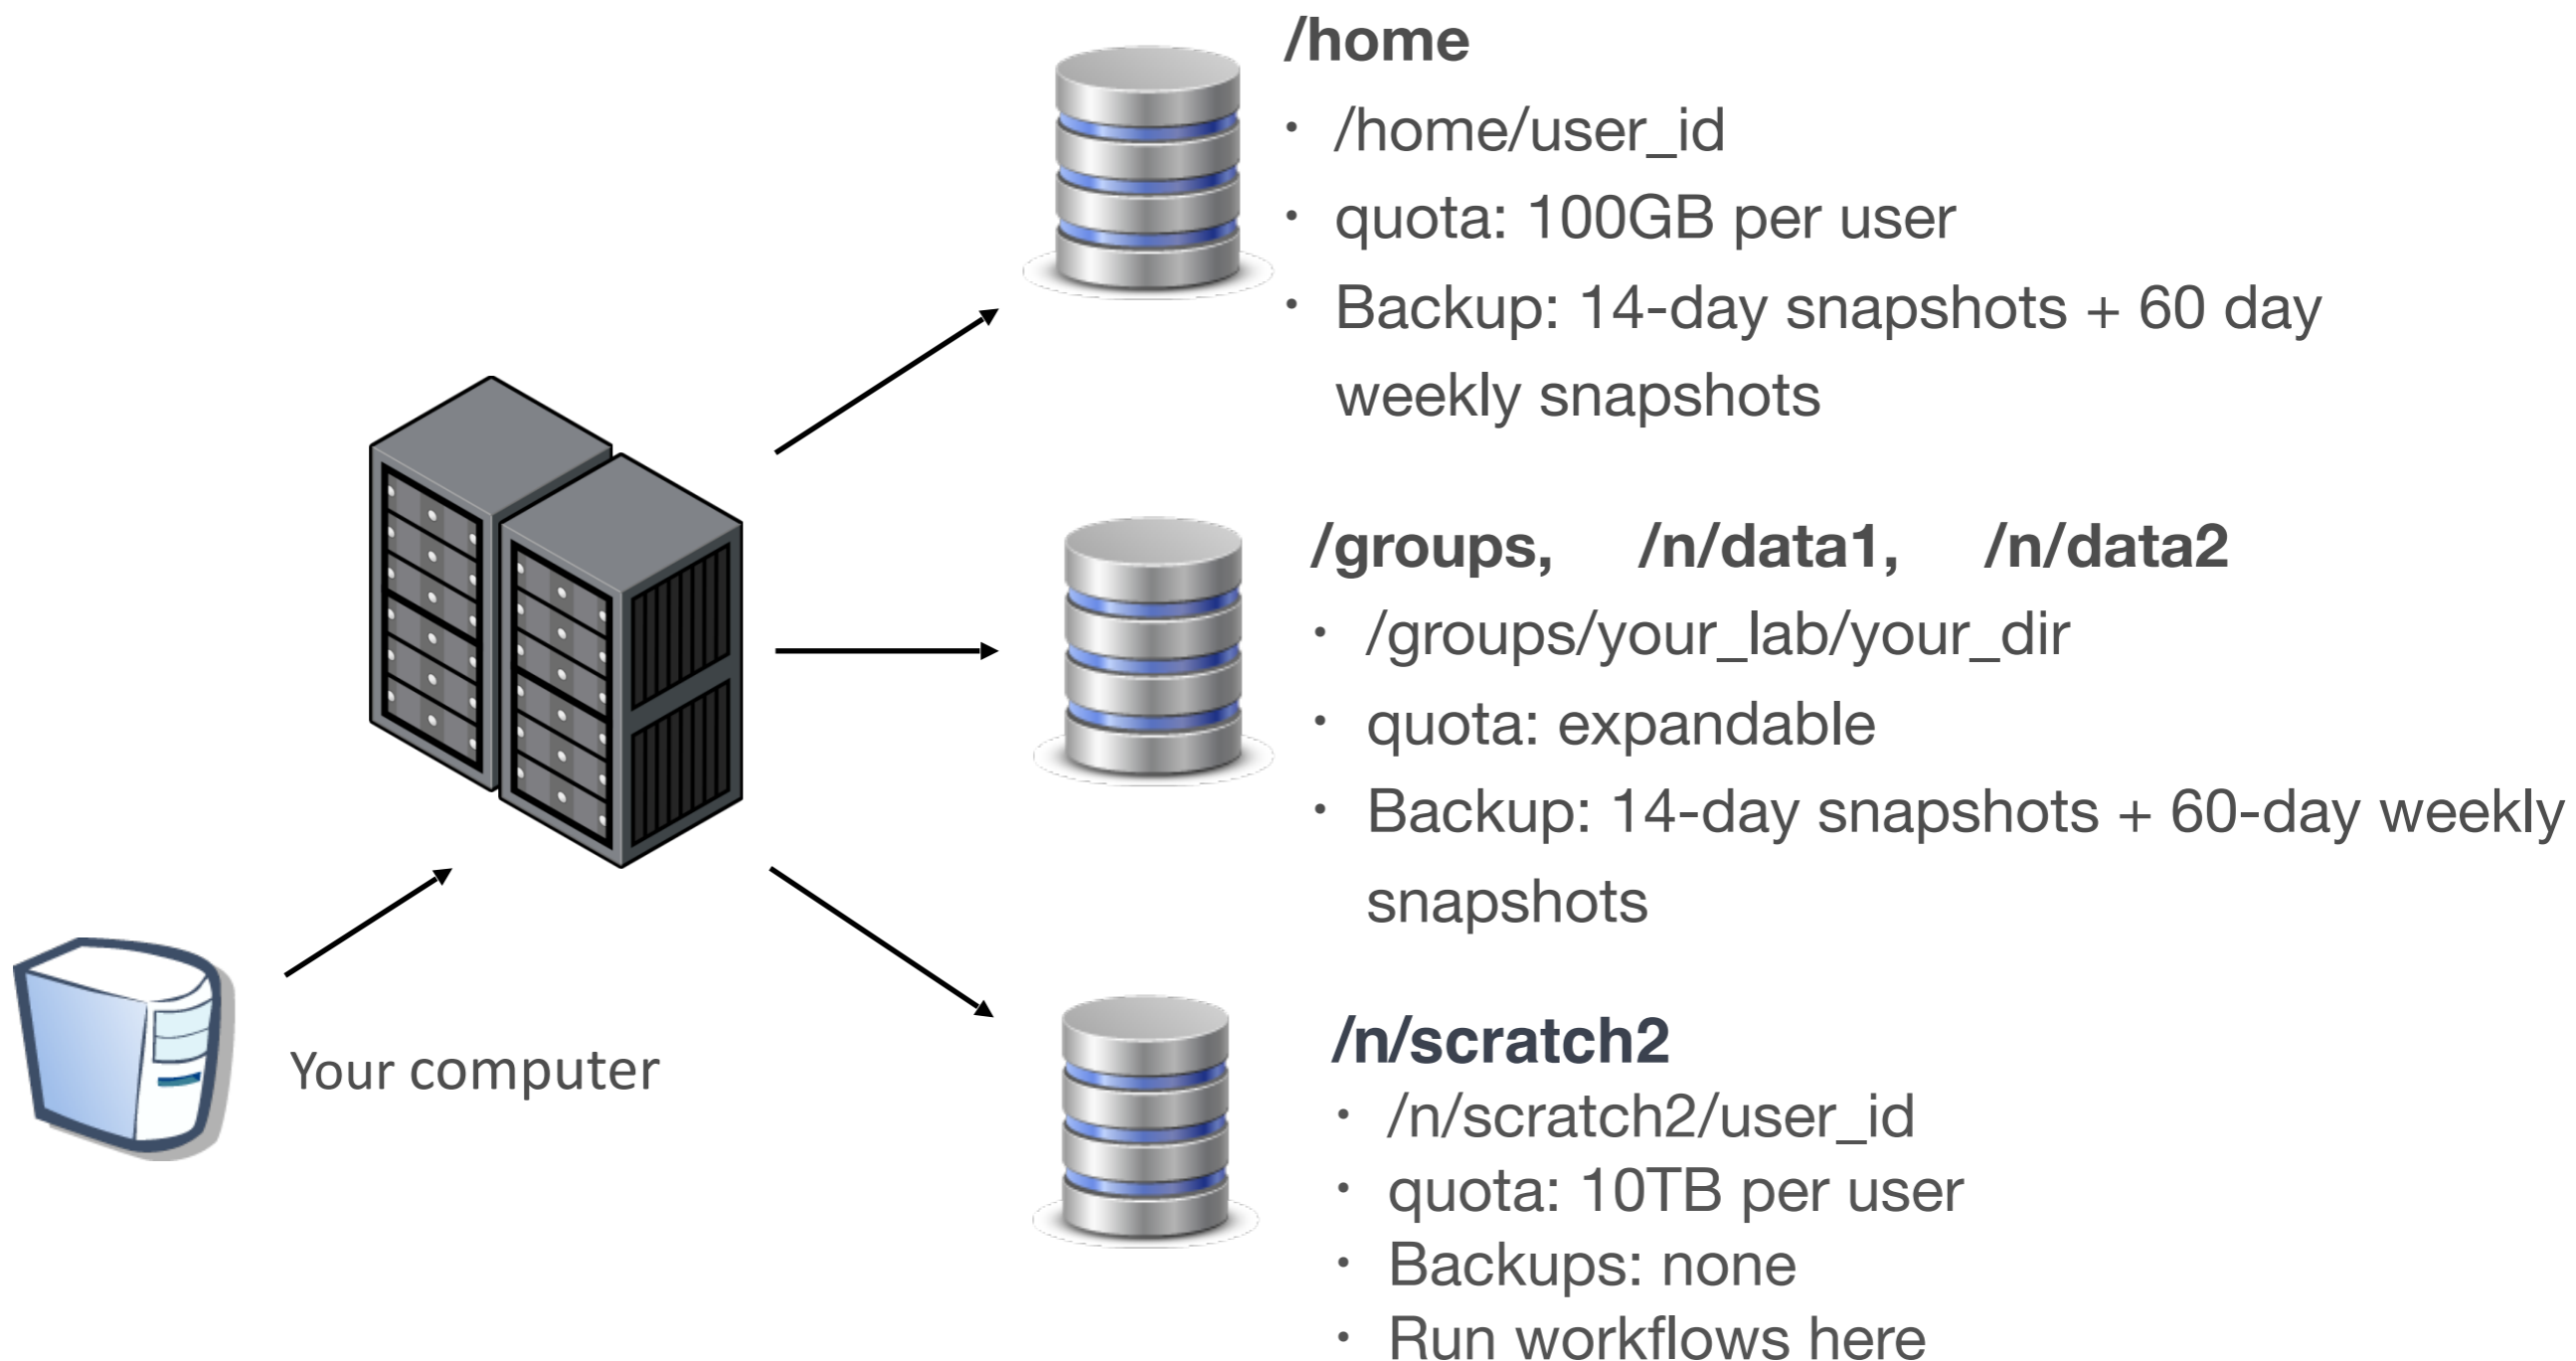 /home
· /home/user_id
· quota: 100GB per user
· Backup: 14-day snapshots + 60 day
weekly snapshots
/groups, /n/data1, /n/data2
· /groups/your_lab/your_dir
· quota: expandable
· Backup: 14-day snapshots + 60-day weekly
snapshots
Your computer
/n/scratch2
· /n/scratch2/user_id
· quota: 10TB per user
· Backups: none
· Run workflows here